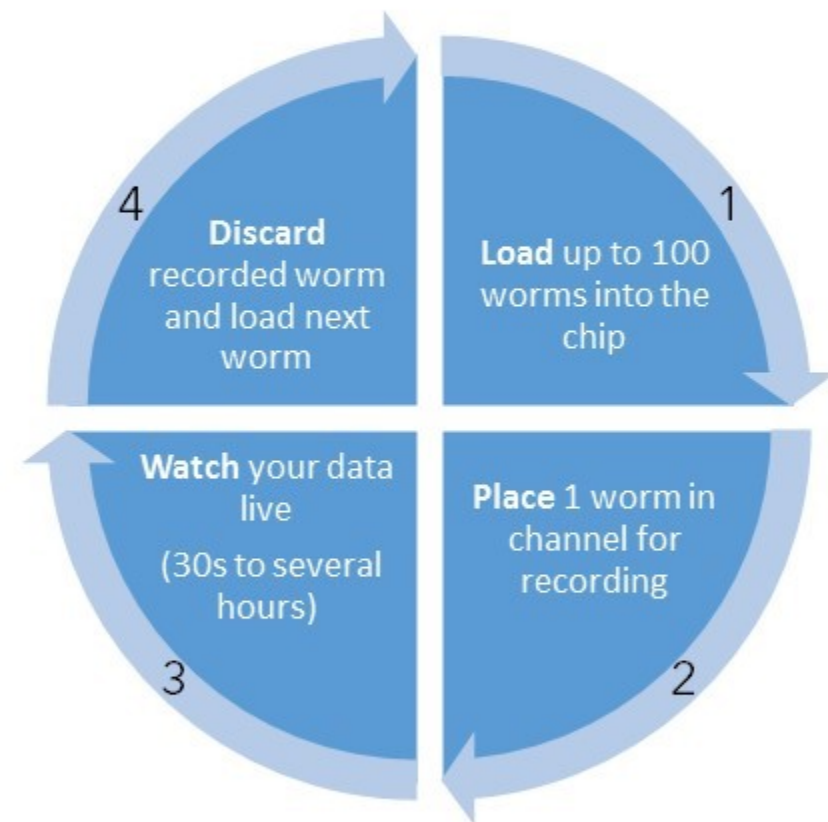 1
Load up to 100
worms into the
chip
2
Place 1 worm in
channel for
recording
3
Watch your data
live
(30s to several
hours)
4
Discard
recorded worm
and load next
worm